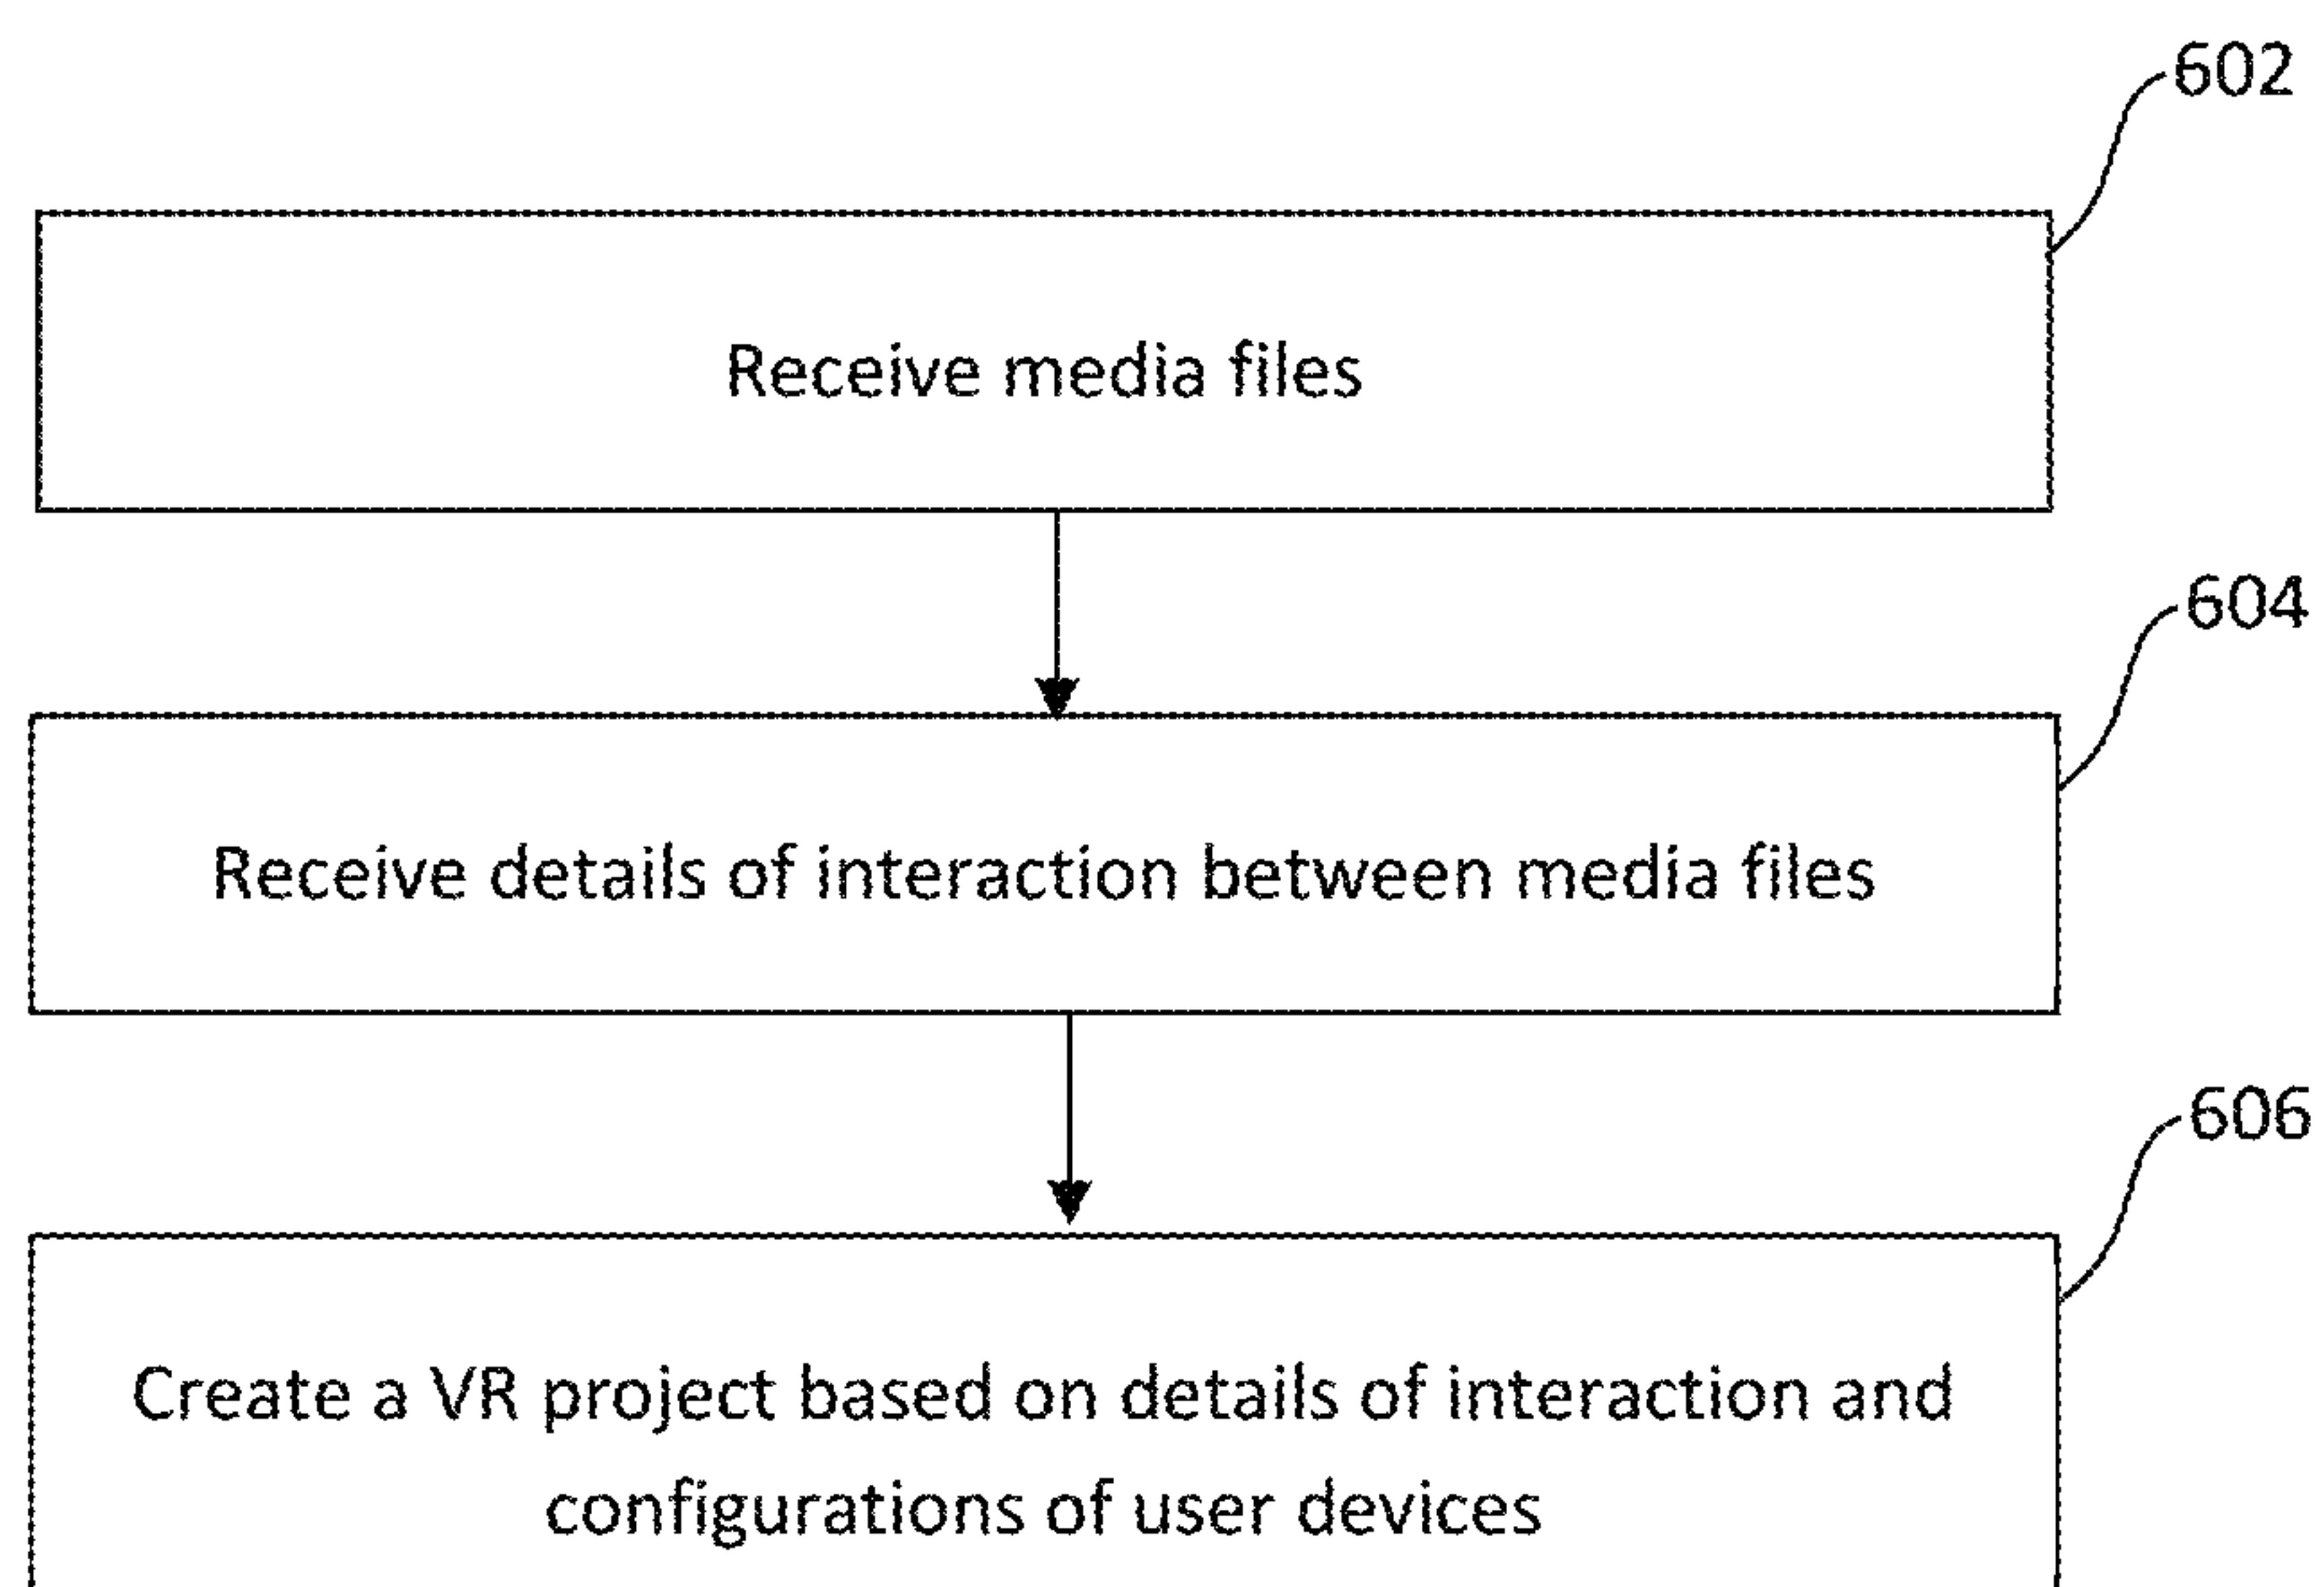 602
Receive media files
604
Receive details of interaction between media files
606
Create a VR project based on details of interaction and
configurations of user devices